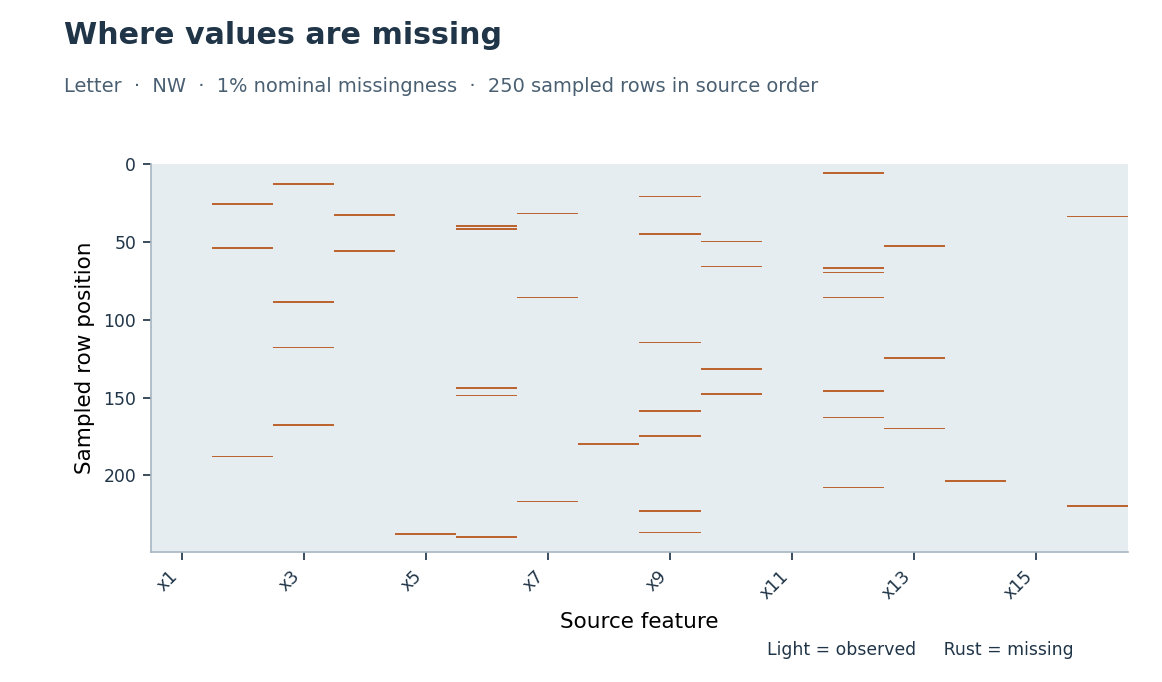 Where values are missing
Letter · NW · 1% nominal missingness · 250 sampled rows in source order
0
50
100
150
200
Sampled row position
x1
x3
x5
x7
x9
x11
x13
x15
Source feature
Light = observed Rust = missing